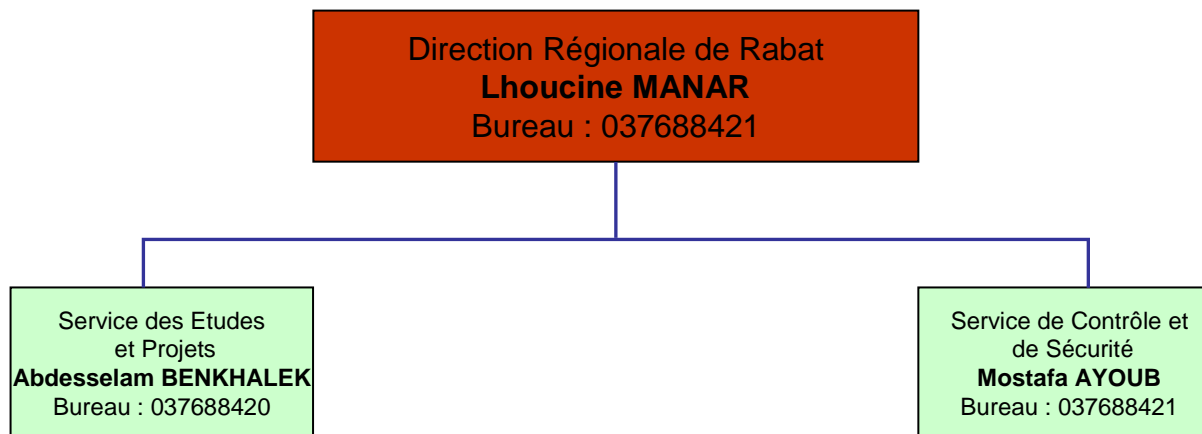 Direction Régionale de Rabat
Lhoucine MANAR
Bureau : 037688421
Service des Etudes
et Projets
Abdesselam BENKHALEK
Bureau : 037688420
Service de Contrôle et
de Sécurité
Mostafa AYOUB
Bureau : 037688421